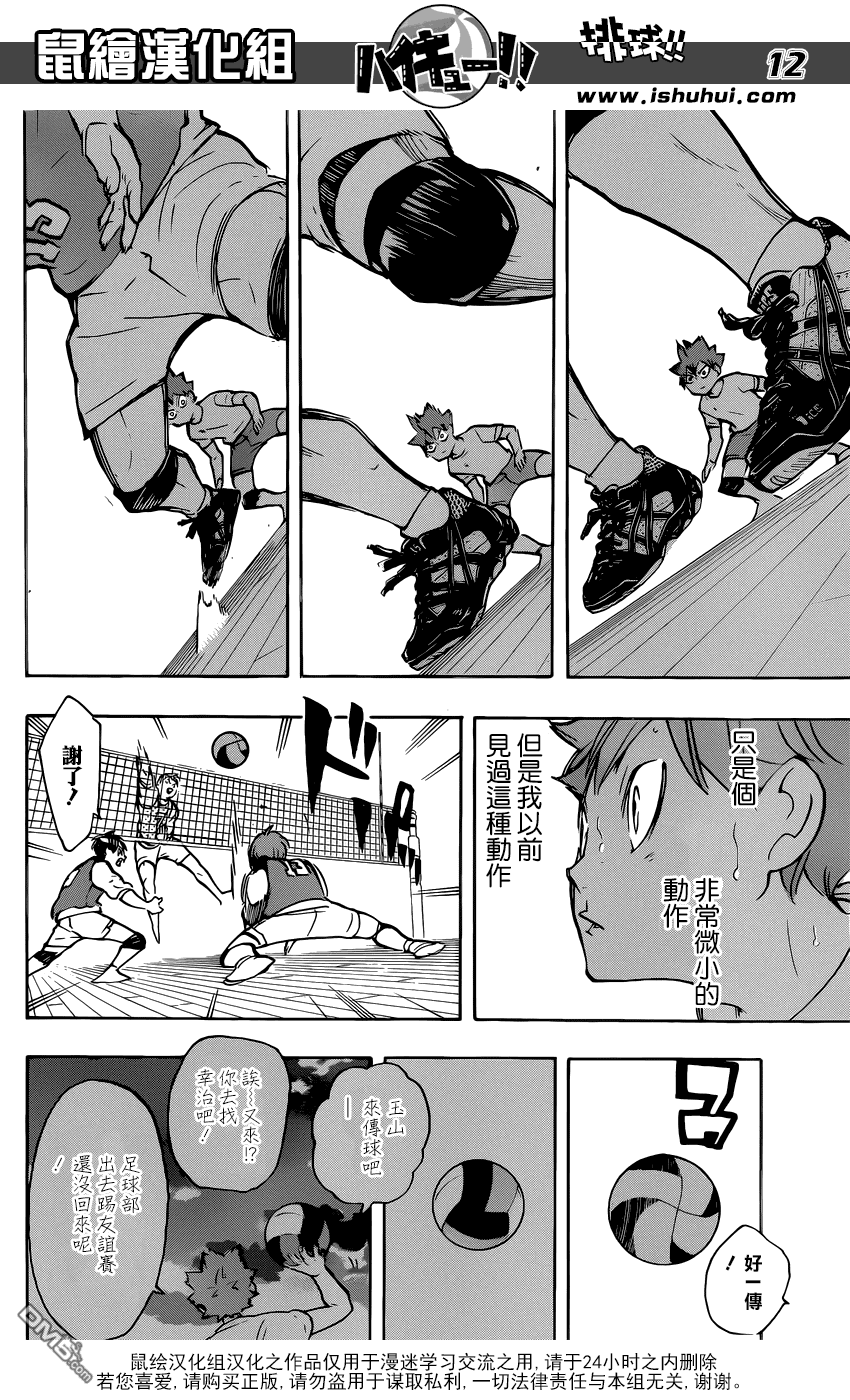 鼠繪漢化組
ハイキュー!!
排球!!
12
www.ishuhui.com
只是個
非常微小的
動作
但是我以前
見過這種動作
ド
パ
謝了!
コ
好一傳
!
玉山
來傳球吧
—
誒~又來!?
你去找
幸治吧!
足球部
出去踢友誼賽
還沒回來呢
!
鼠绘汉化组汉化之作品仅用于漫迷学习交流之用,请于24小时之内删除
若您喜爱,请购买正版,请勿盗用于谋取私利,一切法律责任与本组无关,谢谢。